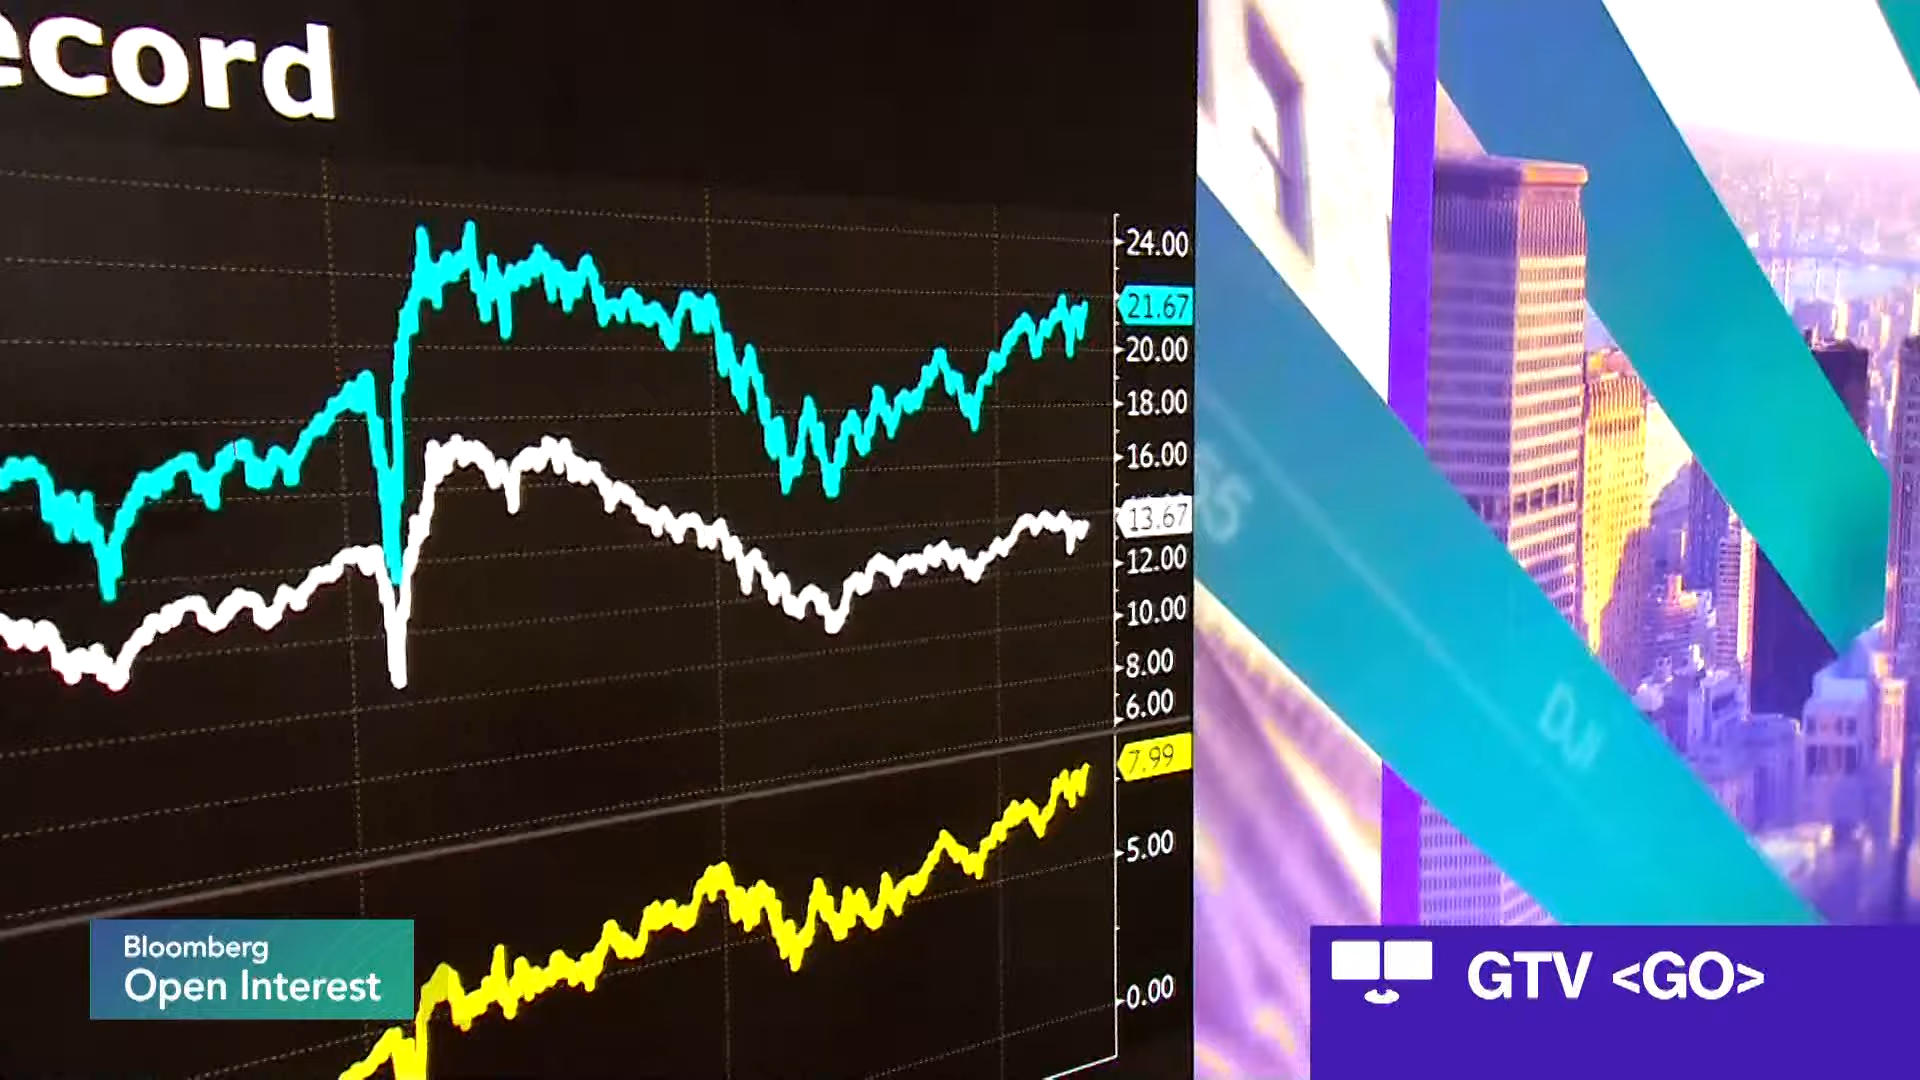 ecord
24.00
21.67
20.00
18.00
16.00
13.67
12.00
10.00
8.00
6.00
7.99
5.00
0.00
DJI
Bloomberg
Open Interest
GTV <GO>